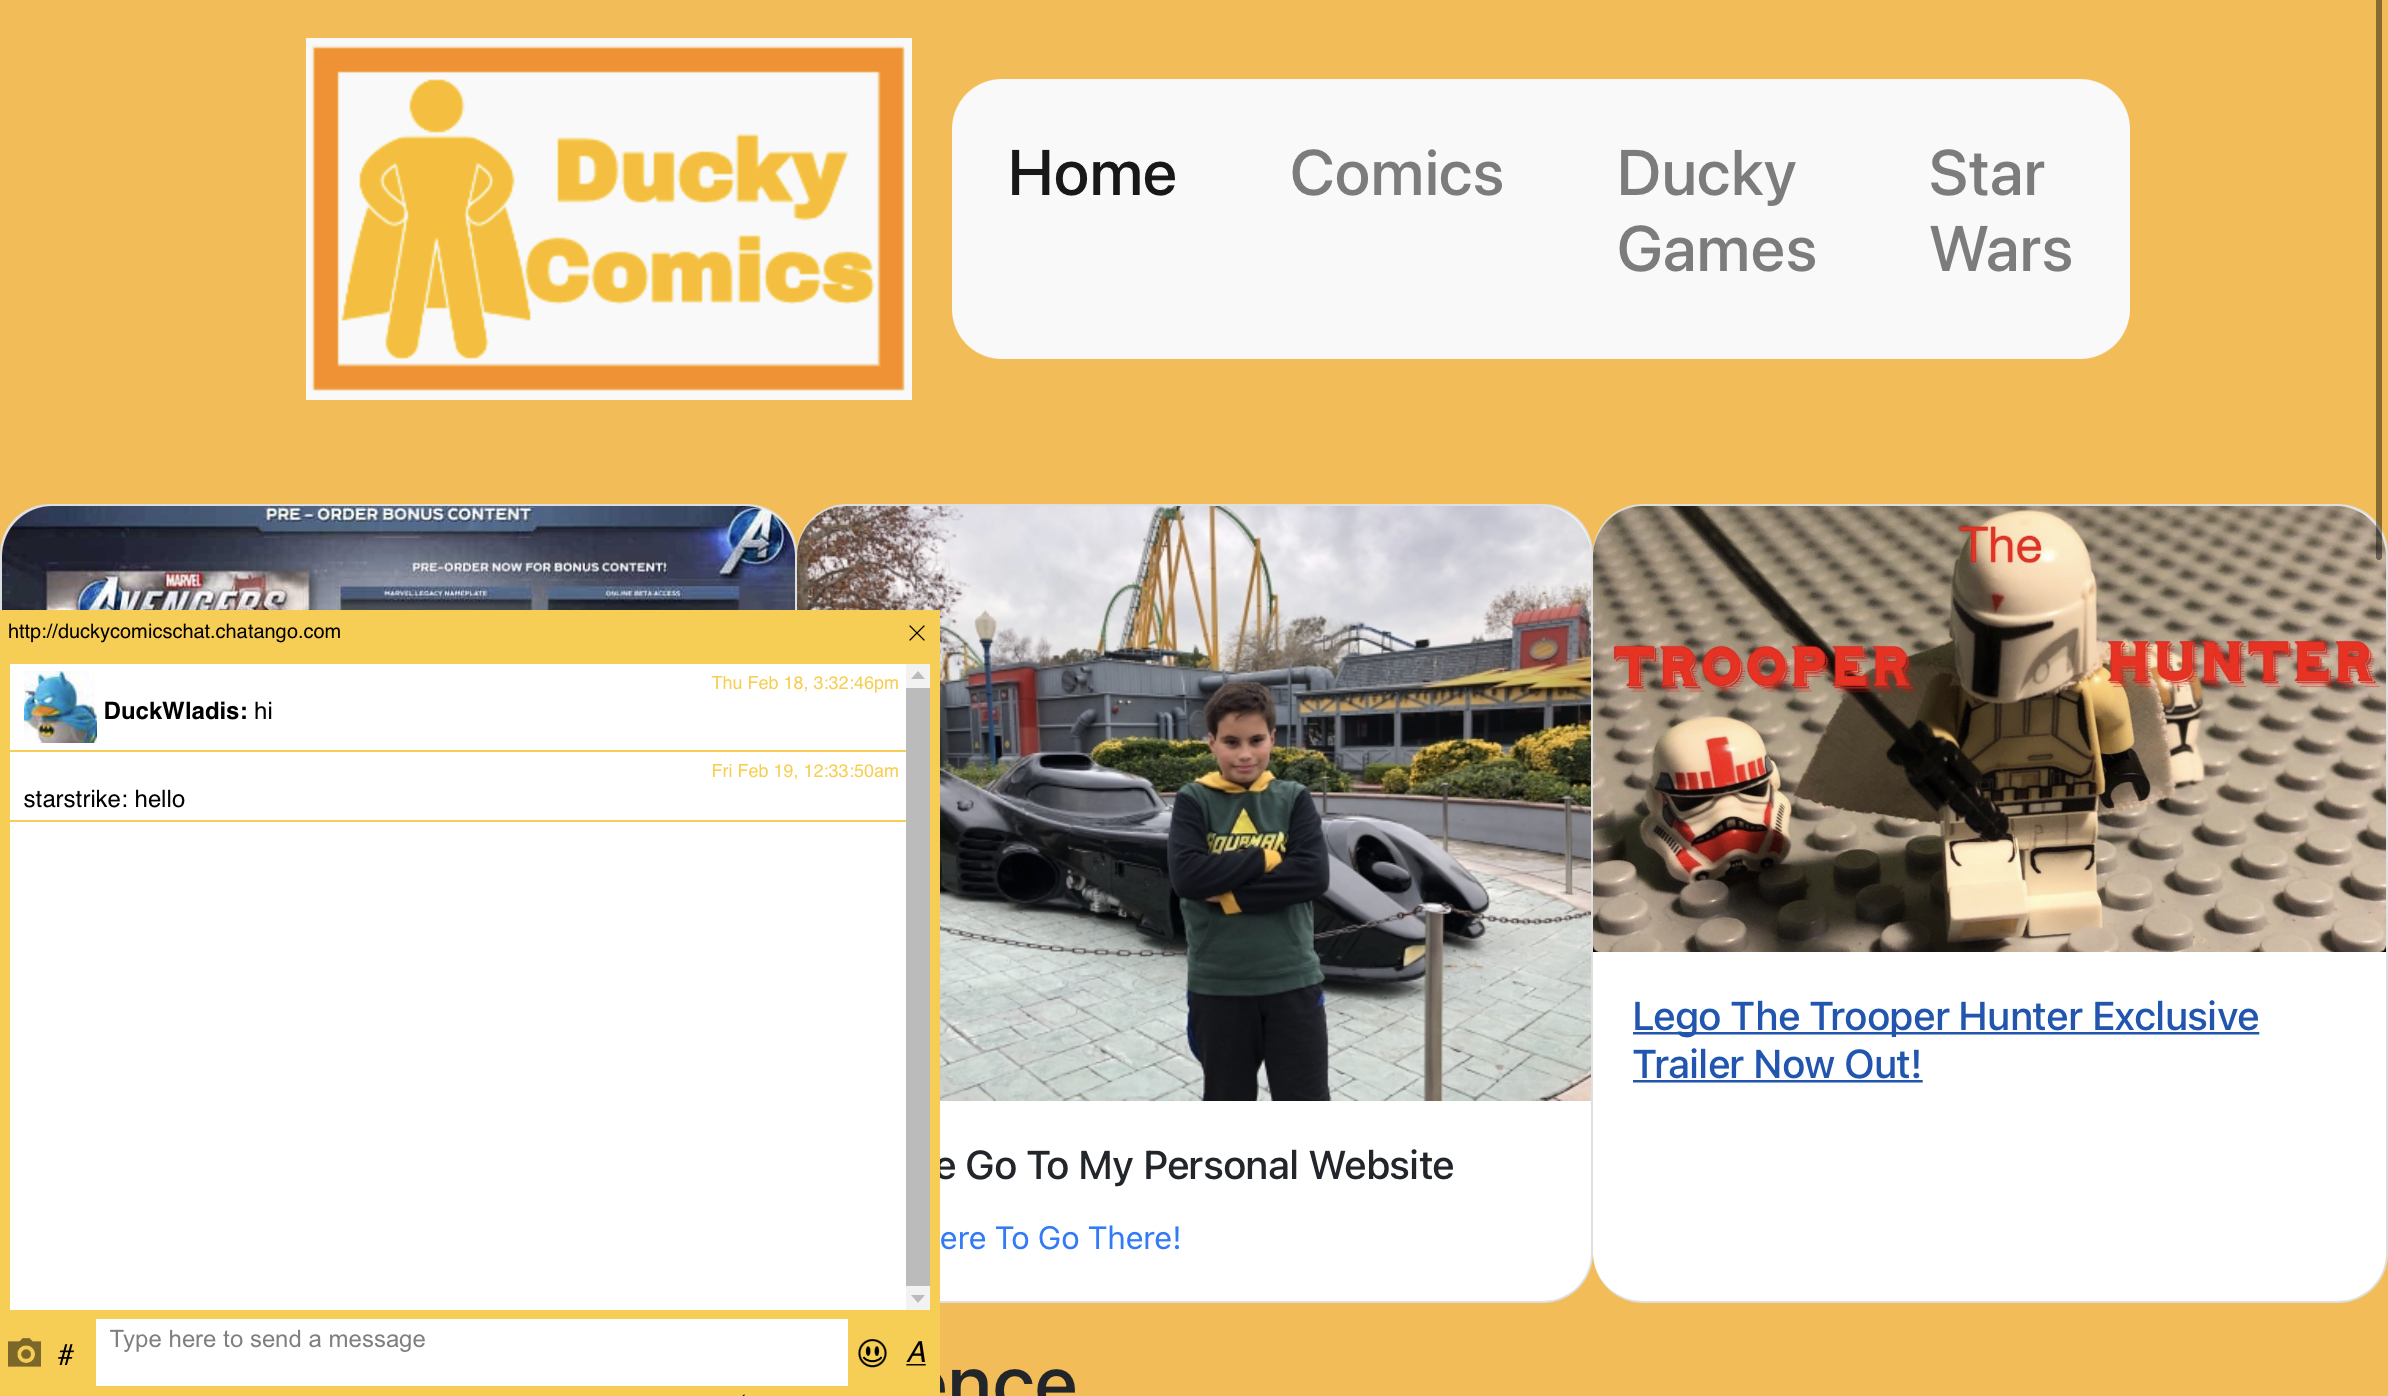 Ducky
Comics
Home
Comics
Ducky
Games
Star
Wars
PRE - ORDER BONUS CONTENT
PRE-ORDER NOW FOR BONUS CONTENT!
MARVEL
AVENGERS
MARVEL LEGACY NAMEPLATE
ONLINE BETA ACCESS
http://duckycomicschat.chatango.com
Thu Feb 18, 3:32:46pm
DuckWladis: hi
Fri Feb 19, 12:33:50am
starstrike: hello
#
Type here to send a message
A
AQUAMAN
e Go To My Personal Website
ere To Go There!
The
TROOPER
HUNTER
Lego The Trooper Hunter Exclusive
Trailer Now Out!
ence